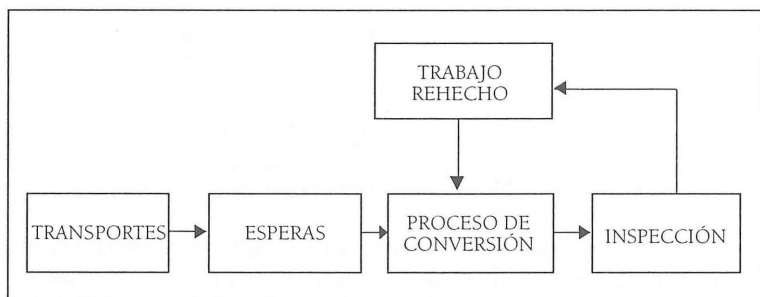 TRABAJO
REHECHO
TRANSPORTES
ESPERAS
PROCESO DE
CONVERSIÓN
INSPECCIÓN